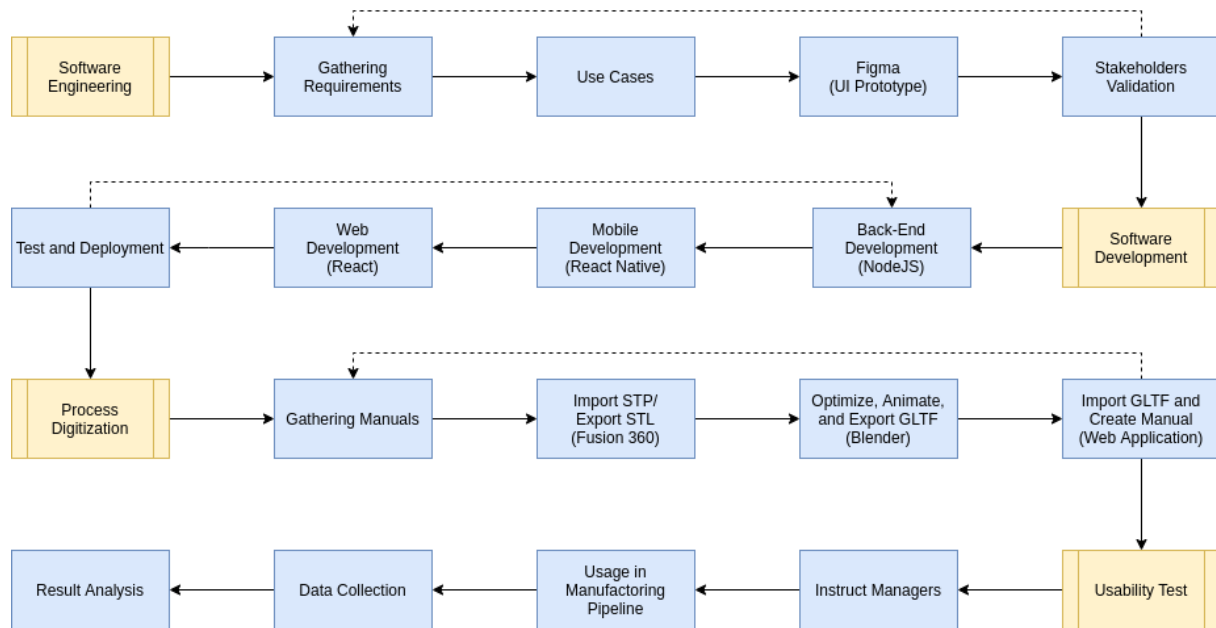 Software
Engineering
Gathering
Requirements
Use Cases
Figma
(UI Prototype)
Stakeholders
Validation
Test and Deployment
Web
Development
(React)
Mobile
Development
(React Native)
Back-End
Development
(NodeJS)
Software
Development
Process
Digitization
Gathering Manuals
Import STP/
Export STL
(Fusion 360)
Optimize, Animate,
and Export GLTF
(Blender)
Import GLTF and
Create Manual
(Web Application)
Result Analysis
Data Collection
Usage in
Manufactoring
Pipeline
Instruct Managers
Usability Test